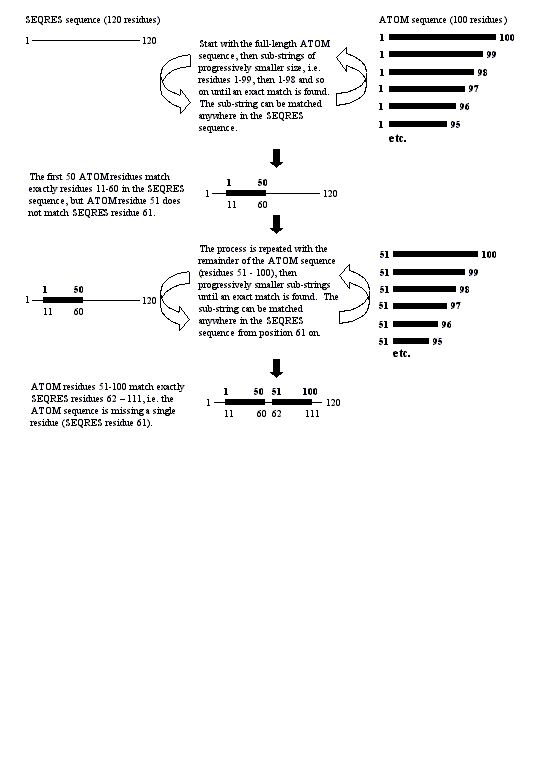 SEQRES sequence (120 residues)
1 120
Start with the full-length ATOM
sequence, then sub-strings of
progressively smaller size, i.e.
residues 1-99, then 1-98 and so
on until an exact match is found.
The sub-string can be matched
anywhere in the SEQRES
sequence.
ATOM sequence (100 residues)
1 100
1 99
1 98
1 97
1 96
1 95
etc.
The first 50 ATOM residues match
exactly residues 11-60 in the SEQRES
sequence, but ATOM residue 51 does
not match SEQRES residue 61.
1 50
1 120
11 60
The process is repeated with the
remainder of the ATOM sequence
(residues 51 - 100), then
progressively smaller sub-strings
until an exact match is found. The
sub-string can be matched
anywhere in the SEQRES
sequence from position 61 on.
1 50
1 120
11 60
51 100
51 99
51 98
51 97
51 96
51 95
etc.
ATOM residues 51-100 match exactly
SEQRES residues 62 – 111, i.e. the
ATOM sequence is missing a single
residue (SEQRES residue 61).
1 50 51 100
1 120
11 60 62 111